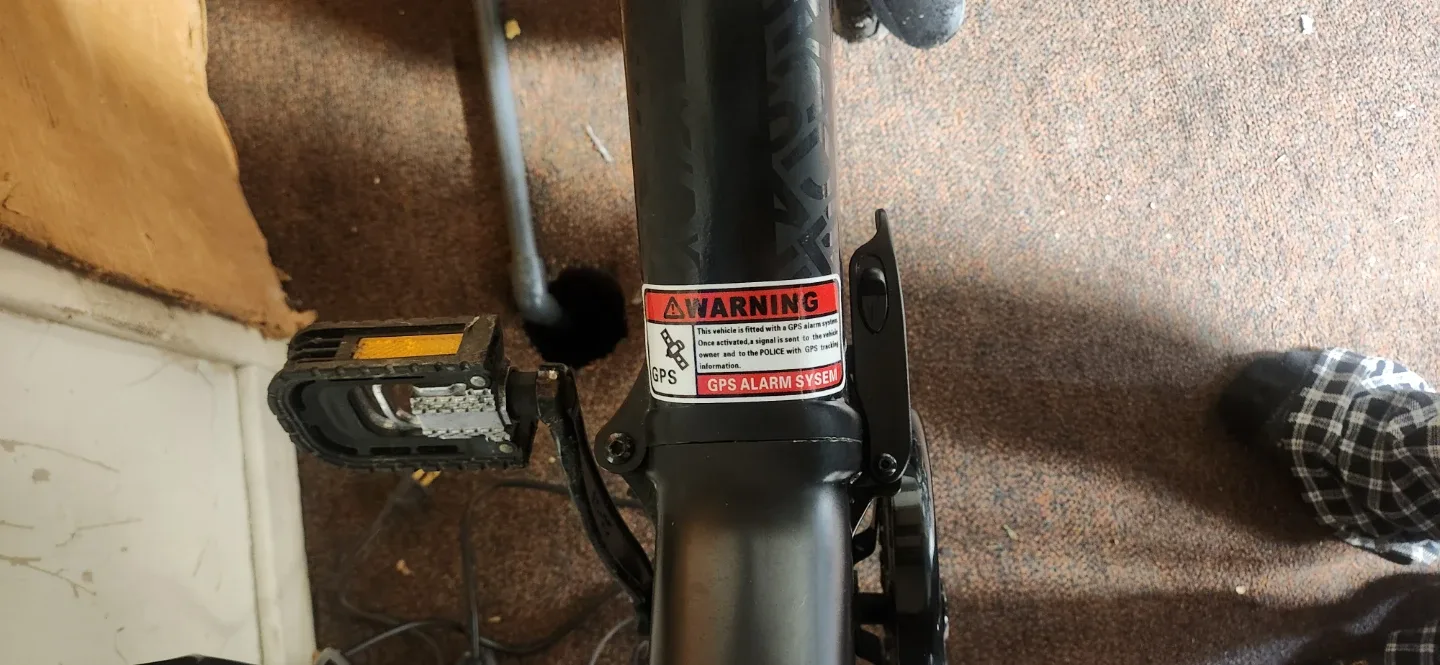 WARNING
This vehicle is fitted with a GPS alarm system
Once activated,a signal is sent to the vehicle
owner and to the POLICE with GPS tracking
information.
GPS
GPS ALARM SYSEM